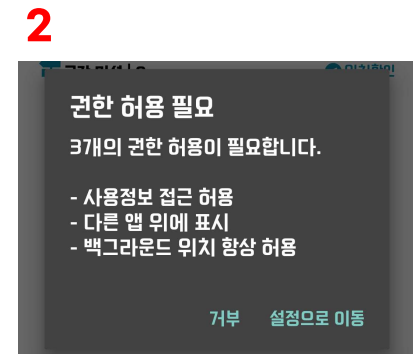 2
권한 허용 필요
3개의 권한 허용이 필요합니다.
- 사용정보 접근 허용
- 다른 앱 위에 표시
- 백그라운드 위치 항상 허용
거부 설정으로 이동